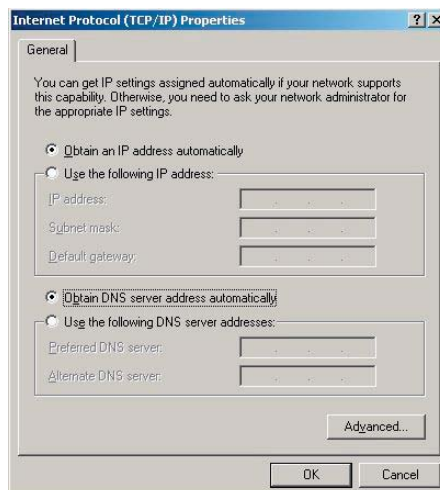 Internet Protocol (TCP/IP) Properties
General
You can get IP settings assigned automatically if your network supports
this capability. Otherwise, you need to ask your network administrator for
the appropriate IP settings.
Obtain an IP address automatically
Use the following IP address:
IP address:
Subnet mask:
Default gateway:
Obtain DNS server address automatically
Use the following DNS server addresses:
Preferred DNS server:
Alternate DNS server:
Advanced...
OK
Cancel